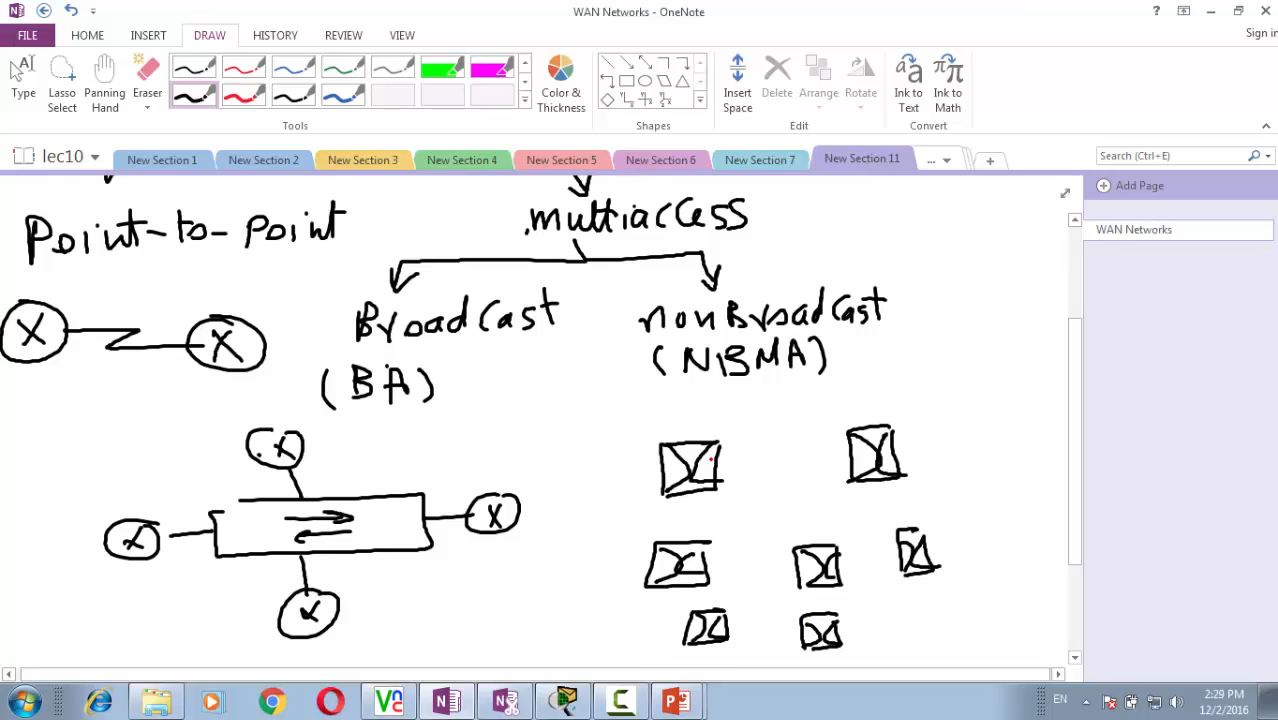 WAN Networks - OneNote
Sign in
FILE HOME INSERT DRAW HISTORY REVIEW VIEW
Type
Lasso Select
Panning Hand
Eraser
Color & Thickness
Insert Space
Delete
Arrange
Rotate
Ink to Text
Ink to Math
Tools
Shapes
Edit
Convert
lec10
New Section 1
New Section 2
New Section 3
New Section 4
New Section 5
New Section 6
New Section 7
New Section 11
...
Search (Ctrl+E)
Add Page
WAN Networks
Point-to-point
multiaccess
Broadcast
(BA)
nonBroadcast
(NBMA)
X
X
X
X
X
X
EN
2:29 PM
12/2/2016